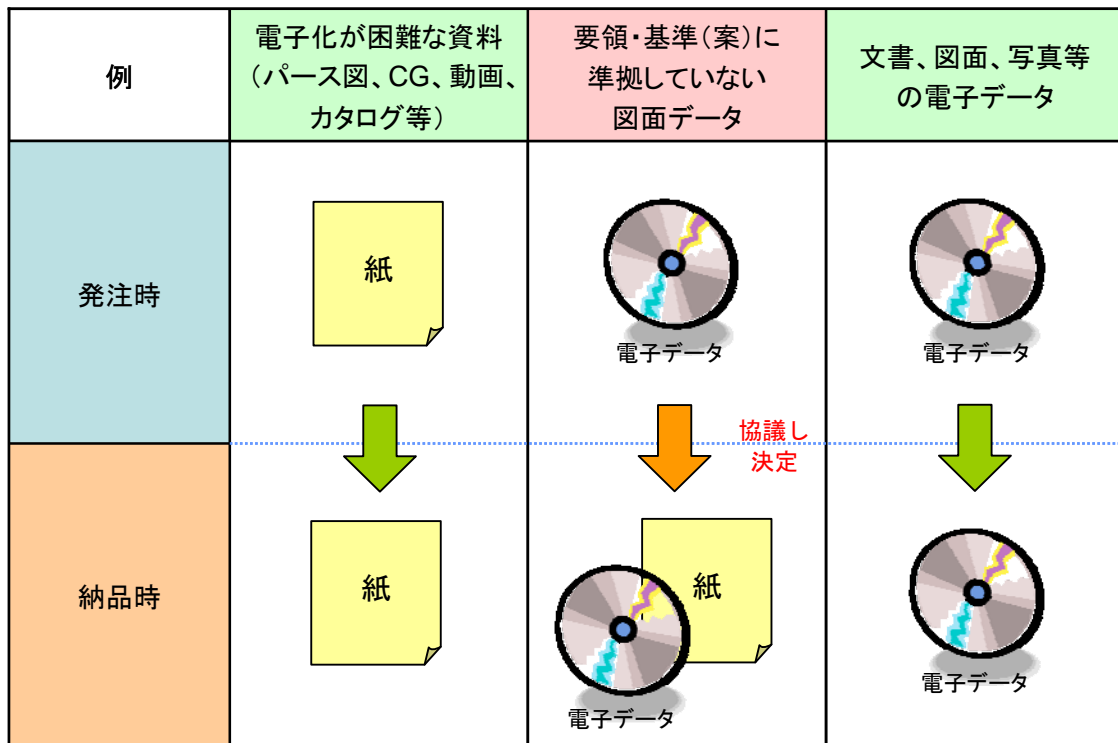 例
電子化が困難な資料
(パース図、CG、動画、
カタログ等)
要領・基準(案)に
準拠していない
図面データ
文書、図面、写真等
の電子データ
発注時
紙
電子データ
電子データ
協議し
決定
納品時
紙
紙
電子データ
電子データ